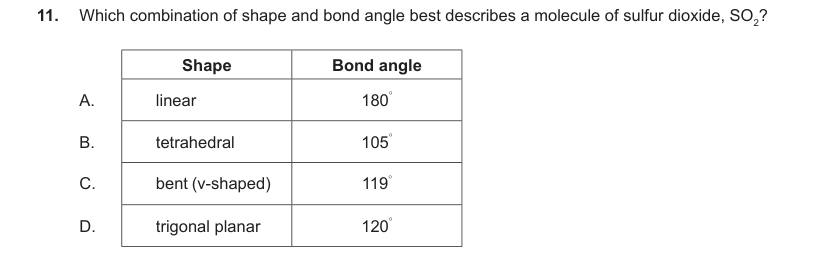 11. Which combination of shape and bond angle best describes a molecule of sulfur dioxide, SO₂?
Shape Bond angle
A. linear 180°
B. tetrahedral 105°
C. bent (v-shaped) 119°
D. trigonal planar 120°